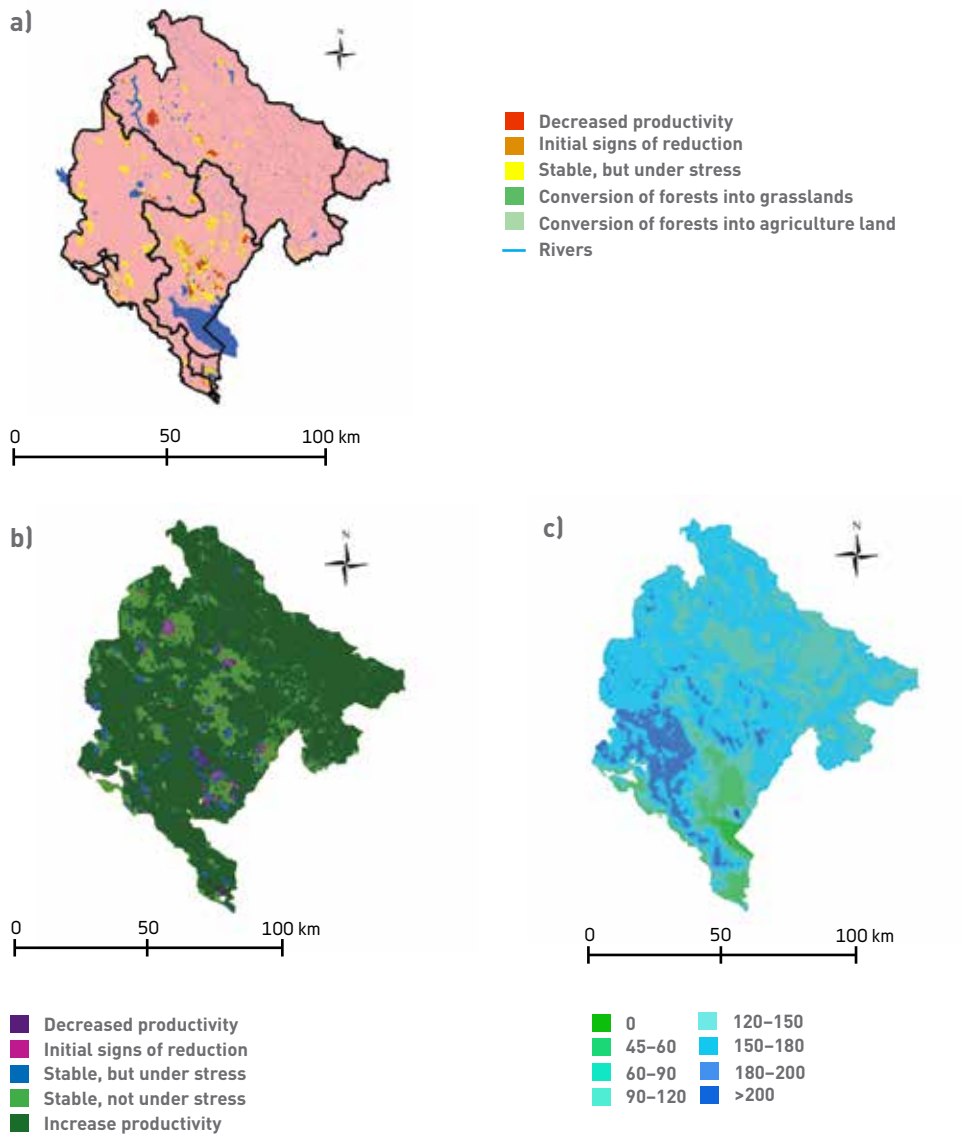 a)
N
Decreased productivity
Initial signs of reduction
Stable, but under stress
Conversion of forests into grasslands
Conversion of forests into agriculture land
Rivers
0 50 100 km
b)
N
c)
N
0 50 100 km
0 50 100 km
Decreased productivity
Initial signs of reduction
Stable, but under stress
Stable, not under stress
Increase productivity
0 120–150
45–60 150–180
60–90 180–200
90–120 >200